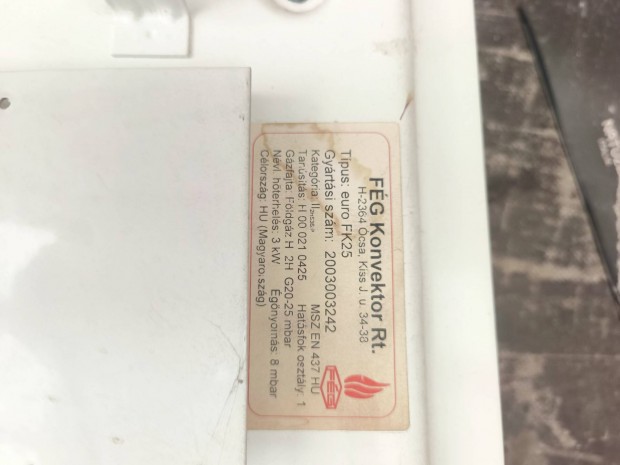 FÉG Konvektor Rt.
H-2364 Ócsa, Kiss J. u. 34-38
Típus: euro FK25
Gyártási szám: 2003003242
Kategória: II MSZ EN 437 HU
Tanúsítás: H 00 021 0425 Hatásfok osztály: 1
Gázfajta: Földgáz H 2H G20-25 mbar
Névl. hőterhelés: 3 kW Égőnyomás: 8 mbar
Célország: HU (Magyarország)
FÉG